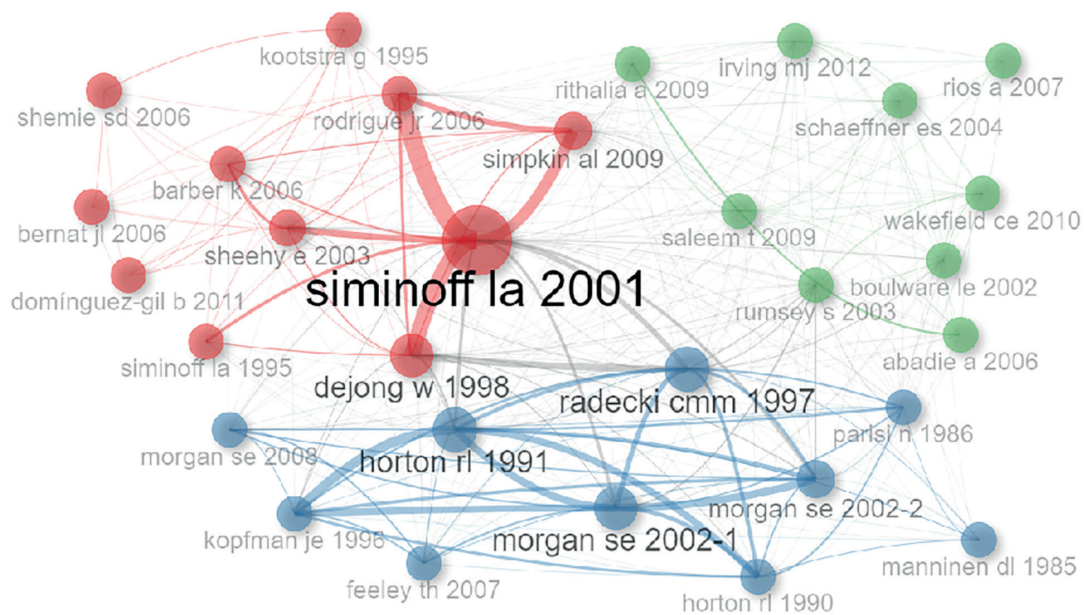 kootstra g 1995
irving mj 2012
rithalia a 2009
rios a 2007
shemie sd 2006
rodrigue jr 2006
schaeffner es 2004
simpkin al 2009
barber k 2006
wakefield ce 2010
bernat jl 2006
saleem t 2009
sheehy e 2003
domínguez-gil b 2011
siminoff la 2001
boulware le 2002
rumsey s 2003
siminoff la 1995
abadie a 2006
dejong w 1998
radecki cmm 1997
parisi n 1986
morgan se 2008
horton rl 1991
morgan se 2002-2
kopfman je 1996
morgan se 2002-1
manninen dl 1985
feeley th 2007
horton rl 1990